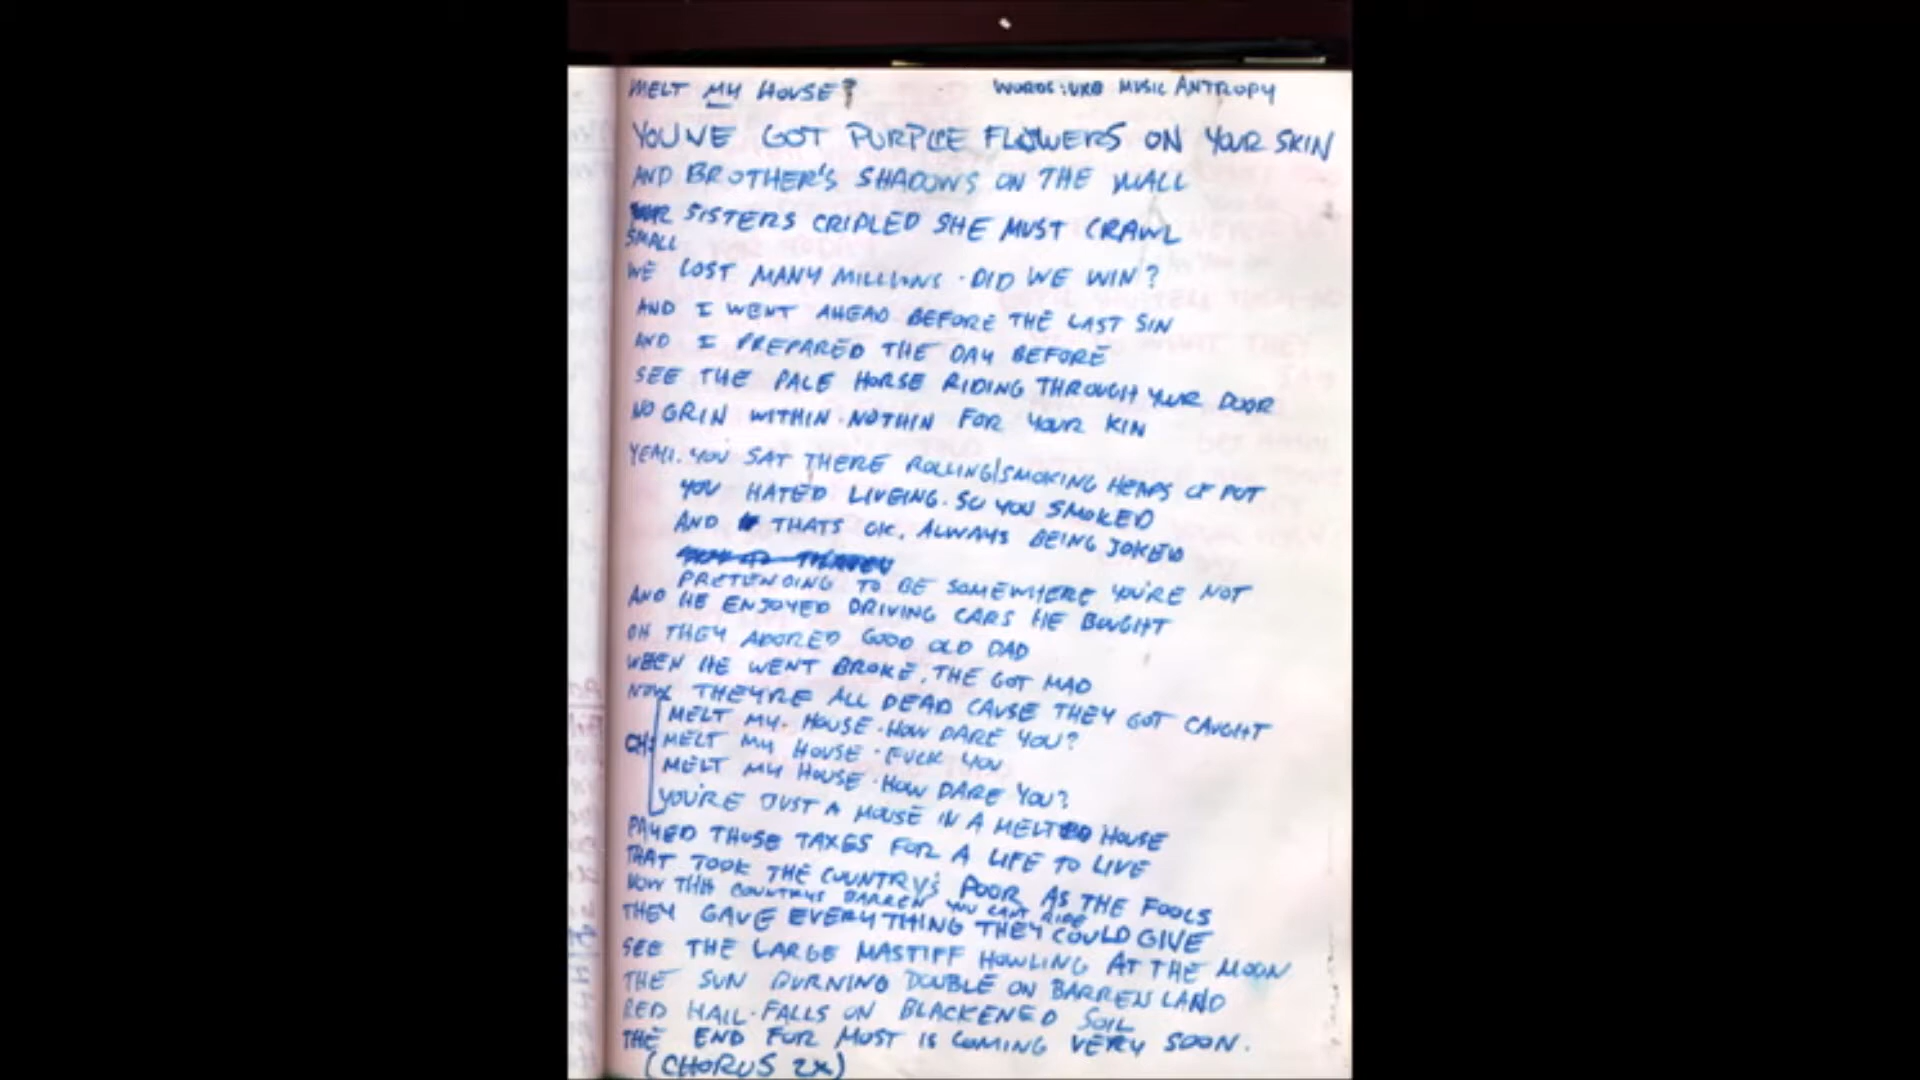 MELT MY HOUSE?
WORDS: URB MUSIC ANTROPY
YOUVE GOT PURPLE FLOWERS ON YOUR SKIN
AND BROTHER'S SHADOWS ON THE WALL
SISTERS CRIPLED SHE MUST CRAWL
SMALL
WE LOST MANY MILLIONS · DID WE WIN?
AND I WENT AHEAD BEFORE THE LAST SIN
AND I PREPARED THE DAY BEFORE
SEE THE PALE HORSE RIDING THROUGH YOUR DOOR
NO GRIN WITHIN · NOTHIN FOR YOUR KIN
YEAH. YOU SAT THERE ROLLING/SMOKING HEAPS OF POT
YOU HATED LIVEING. SO YOU SMOKED
AND THATS OK. ALWAYS BEING JOKED
PRETENDING TO BE SOMEWHERE YOU'RE NOT
AND HE ENJOYED DRIVING CARS HE BOUGHT
OH THEY ADORED GOOD OLD DAD
WHEN HE WENT BROKE, THE GOT MAD
NOW THEYRE ALL DEAD CAUSE THEY GOT CAUGHT
MELT MY HOUSE · HOW DARE YOU?
CH: MELT MY HOUSE · FUCK YOU
MELT MY HOUSE · HOW DARE YOU?
YOU'RE JUST A MOUSE IN A MELTED HOUSE
PAYED THOSE TAXES FOR A LIFE TO LIVE
THAT TOOK THE COUNTRY'S POOR AS THE FOOLS
NOW THIS COUNTRYS BARREN YOU CANT RIDE
THEY GAVE EVERYTHING THEY COULD GIVE
SEE THE LARGE MASTIFF HOWLING AT THE MOON
THE SUN BURNING DOUBLE ON BARREN LAND
RED HAIL · FALLS ON BLACKENED SOIL
THE END FOR MOST IS COMING VERY SOON.
(CHORUS 2X)